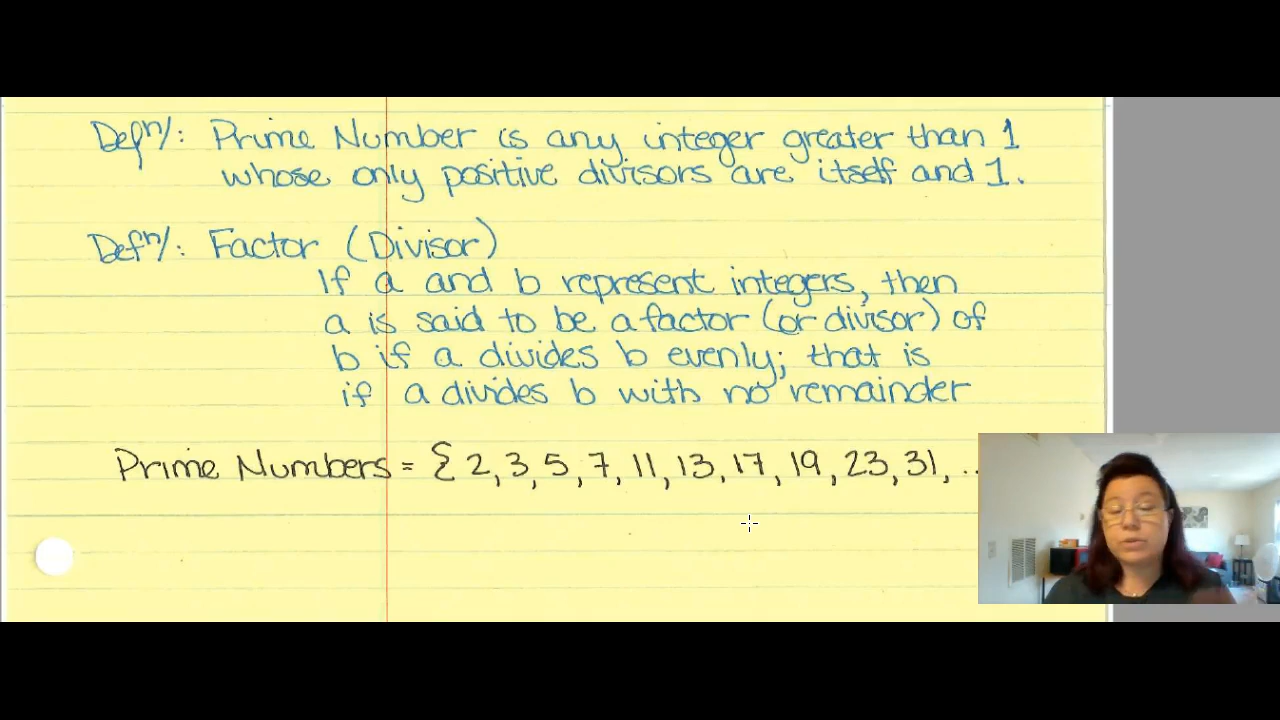 Defⁿ/: Prime Number is any integer greater than 1
whose only positive divisors are itself and 1.
Defⁿ/: Factor (Divisor)
If a and b represent integers, then
a is said to be a factor (or divisor) of
b if a divides b evenly; that is
if a divides b with no remainder
Prime Numbers = { 2, 3, 5, 7, 11, 13, 17, 19, 23, 31, ..